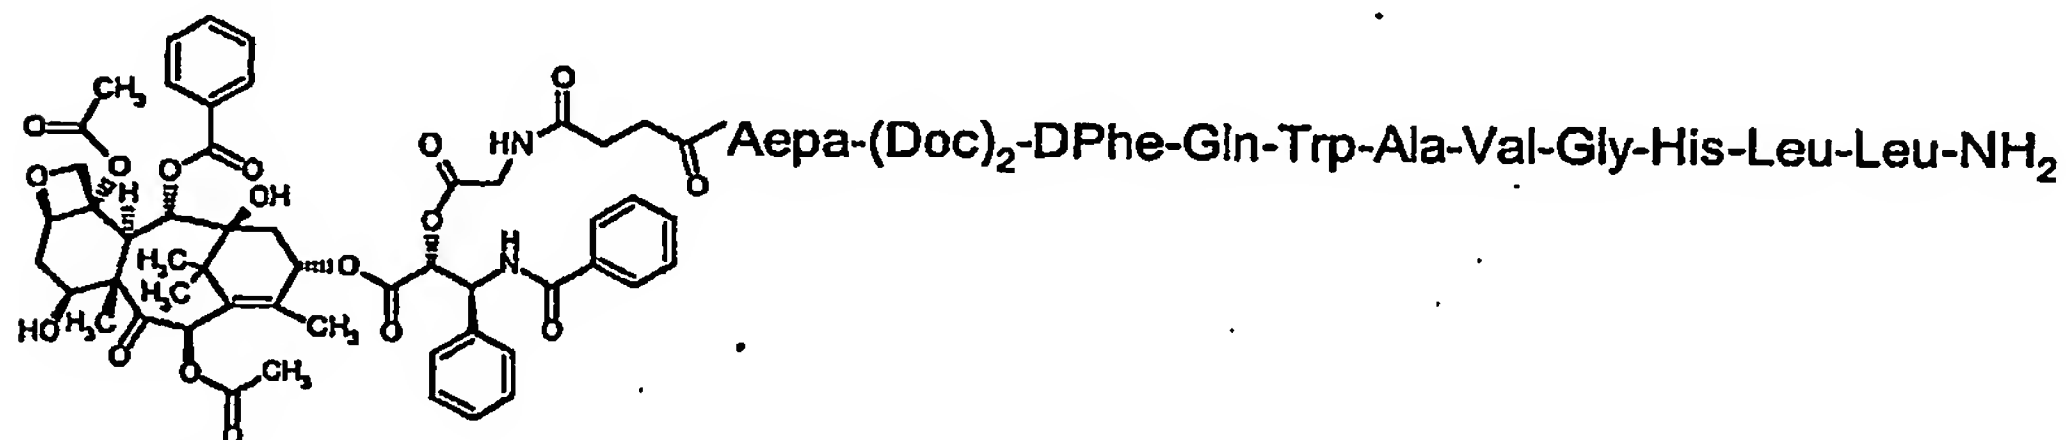 O
CH₃
O O HN Aepa-(Doc)₂-DPhe-Gln-Trp-Ala-Val-Gly-His-Leu-Leu-NH₂
O O O
O H OH O
O
H
N
H₃C O
H₃C
HO H₃C CH₃ O O
O
O CH₃
O